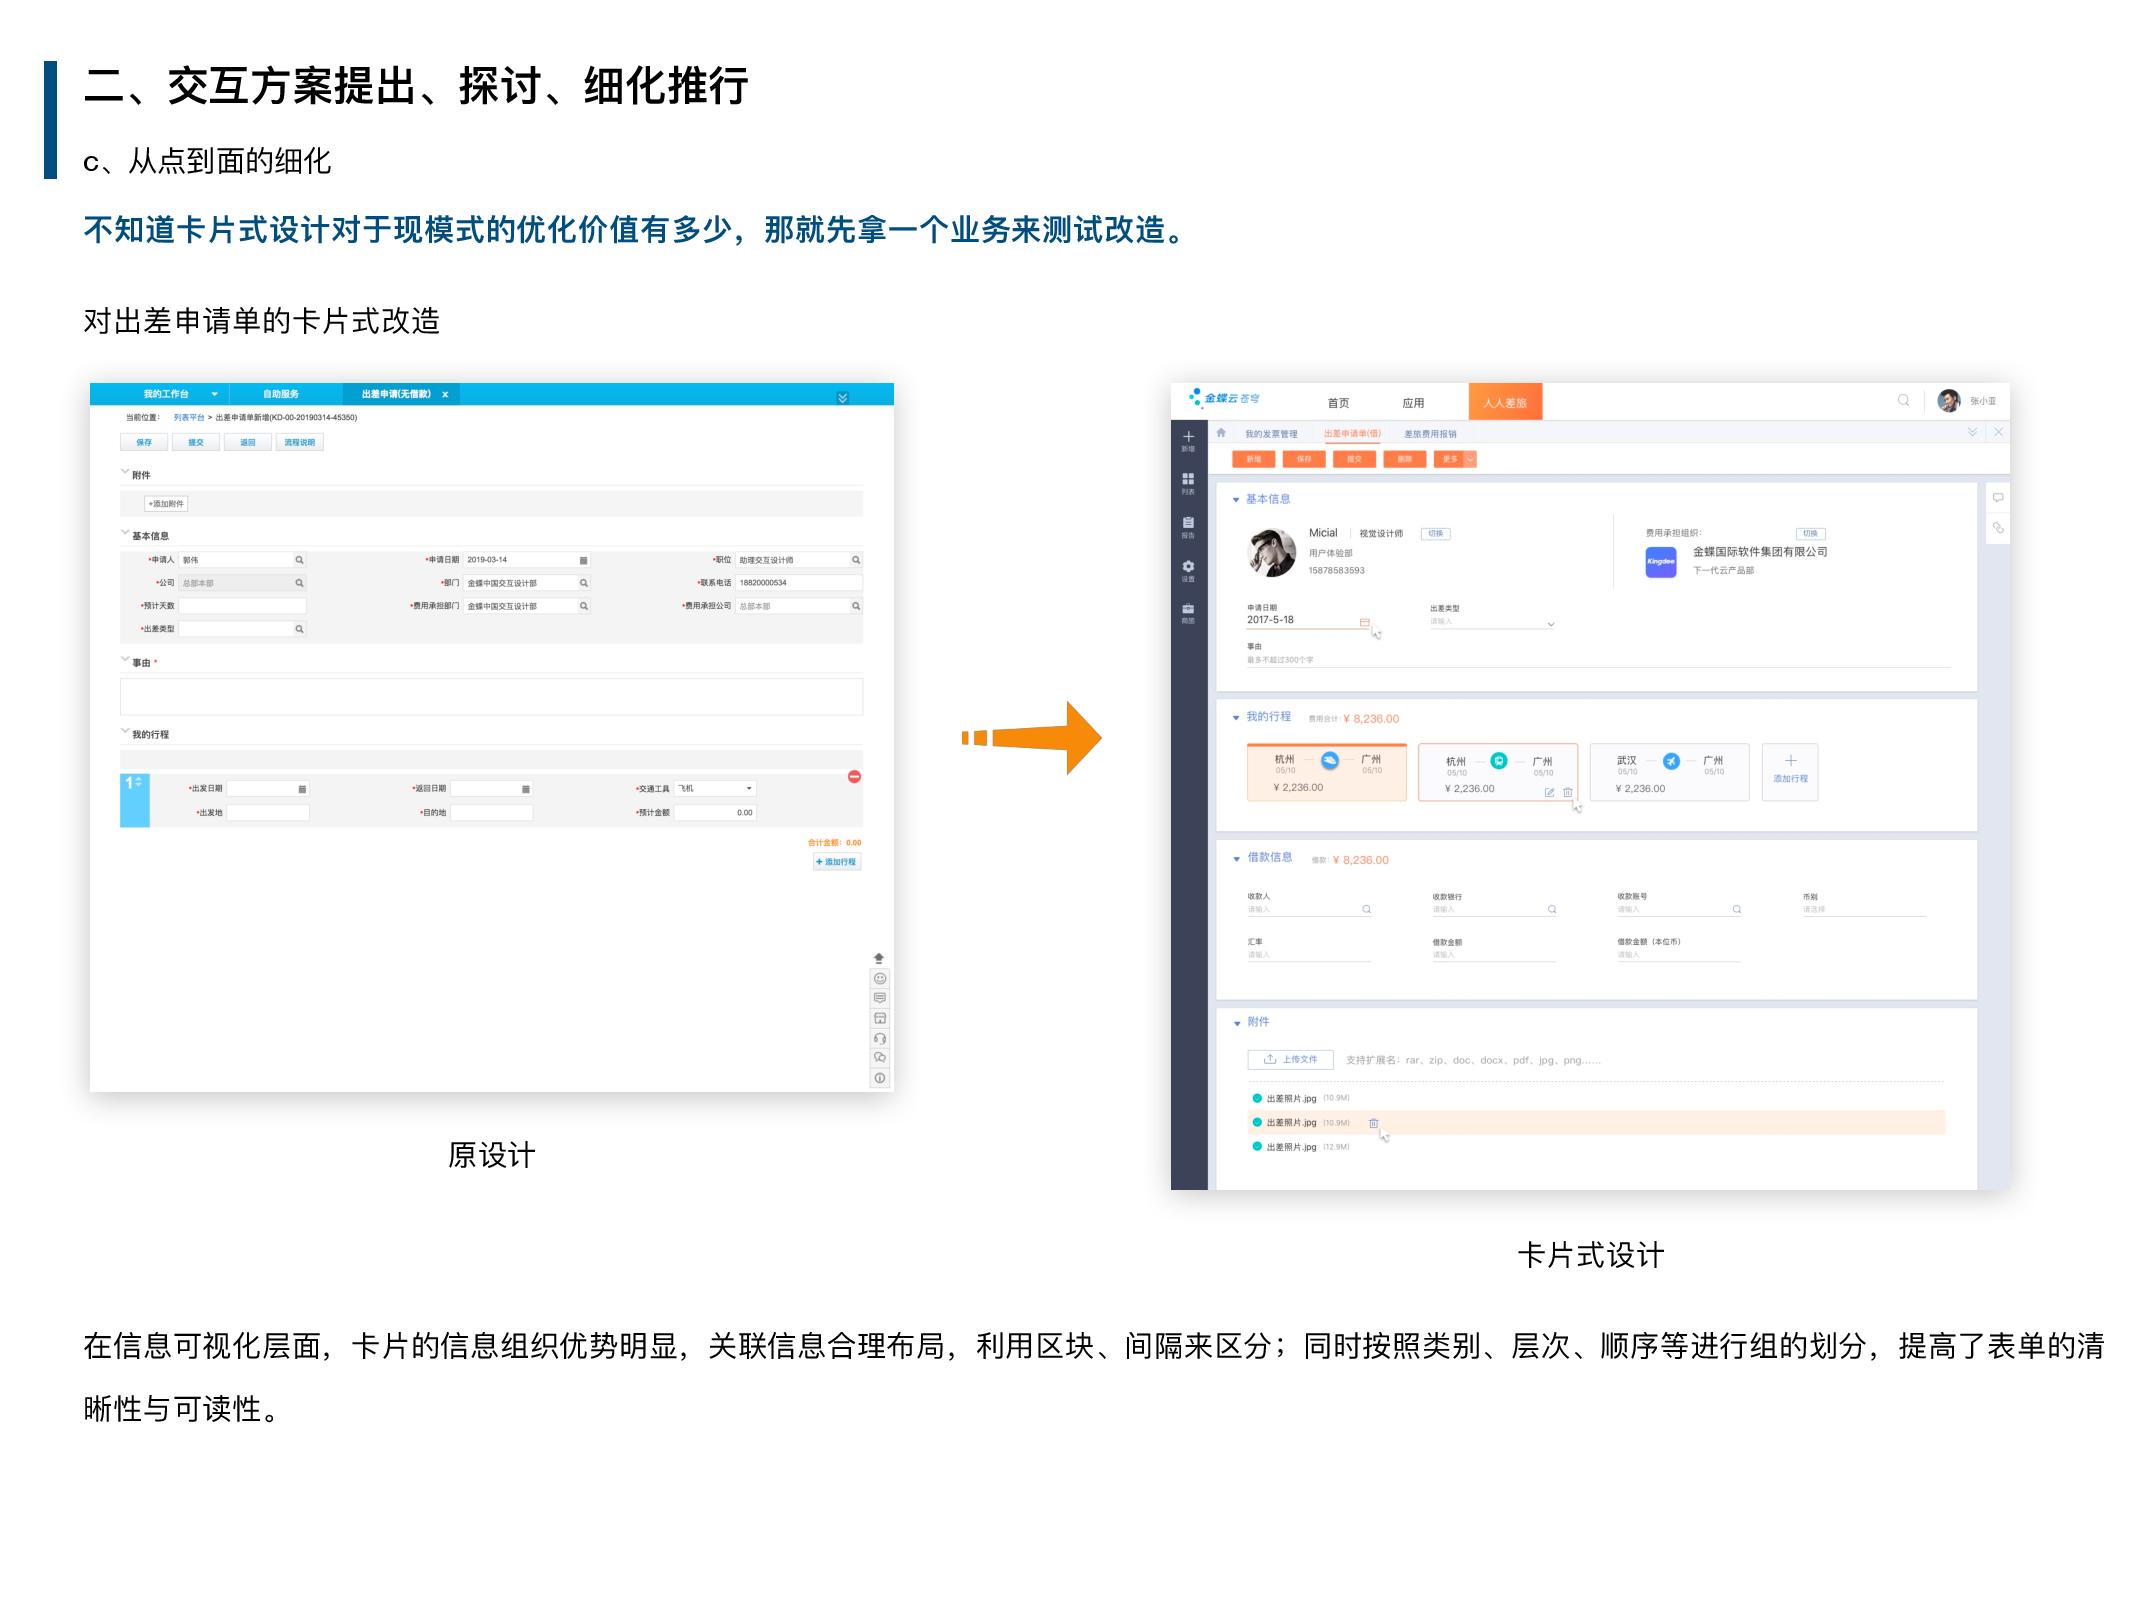 二、交互方案提出、探讨、细化推行
c、从点到面的细化
不知道卡片式设计对于现模式的优化价值有多少，那就先拿一个业务来测试改造。
对出差申请单的卡片式改造
我的工作台 自助服务 出差申请(无借款) x
当前位置： 列表平台 > 出差申请单新增(KD-00-20190314-45350)
保存 提交 返回 流程说明
附件
+添加附件
基本信息
*申请人 郭伟 *申请日期 2019-03-14 *职位 助理交互设计师
*公司 总部本部 *部门 金蝶中国交互设计部 *联系电话 18820000534
*预计天数 *费用承担部门 金蝶中国交互设计部 *费用承担公司 总部本部
*出差类型
事由 *
我的行程
1
*出发日期 *返回日期 *交通工具 飞机
*出发地 *目的地 *预计金额 0.00
合计金额：0.00
+ 添加行程
原设计
金蝶云苍穹 首页 应用 人人差旅 张小亚
新增 列表 报告 设置 商旅
我的发票管理 出差申请单(借) 差旅费用报销
新增 保存 提交 删除 更多
基本信息
Micial 视觉设计师 切换
用户体验部
15878583593
费用承担组织： 切换
Kingdee 金蝶国际软件集团有限公司
下一代云产品部
申请日期 出差类型
2017-5-18 请输入
事由
最多不超过300个字
我的行程 费用合计：¥ 8,236.00
杭州 广州 杭州 广州 武汉 广州
05/10 05/10 05/10 05/10 05/10 05/10
¥ 2,236.00 ¥ 2,236.00 ¥ 2,236.00
添加行程
借款信息 借款：¥ 8,236.00
收款人 收款银行 收款账号 币别
请输入 请输入 请输入 请选择
汇率 借款金额 借款金额（本位币）
请输入 请输入 请输入
附件
上传文件 支持扩展名：rar、zip、doc、docx、pdf、jpg、png……
出差照片.jpg (10.9M)
出差照片.jpg (10.9M)
出差照片.jpg (12.9M)
卡片式设计
在信息可视化层面，卡片的信息组织优势明显，关联信息合理布局，利用区块、间隔来区分；同时按照类别、层次、顺序等进行组的划分，提高了表单的清
晰性与可读性。